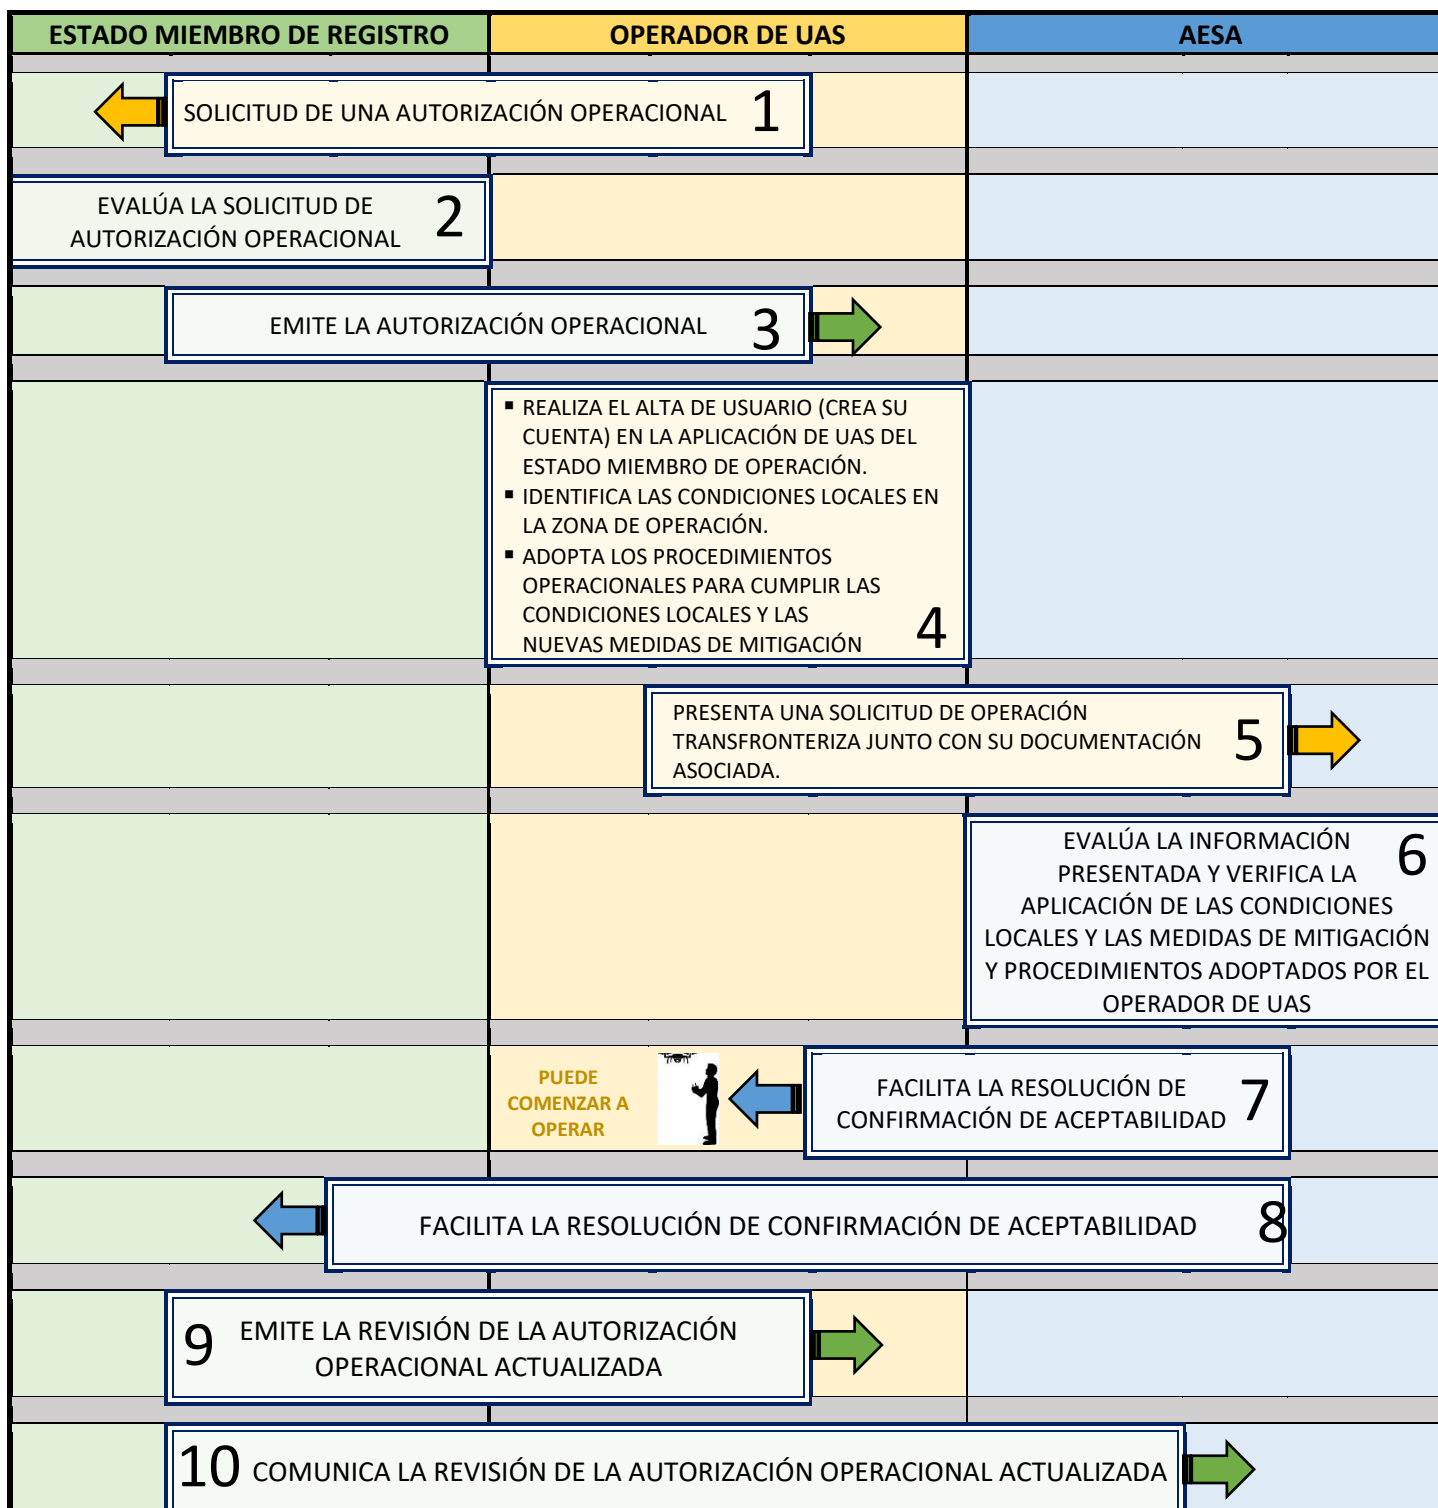 ESTADO MIEMBRO DE REGISTRO
OPERADOR DE UAS
AESA
SOLICITUD DE UNA AUTORIZACIÓN OPERACIONAL 1
EVALÚA LA SOLICITUD DE
AUTORIZACIÓN OPERACIONAL
2
EMITE LA AUTORIZACIÓN OPERACIONAL 3
▪ REALIZA EL ALTA DE USUARIO (CREA SU
CUENTA) EN LA APLICACIÓN DE UAS DEL
ESTADO MIEMBRO DE OPERACIÓN.
▪ IDENTIFICA LAS CONDICIONES LOCALES EN
LA ZONA DE OPERACIÓN.
▪ ADOPTA LOS PROCEDIMIENTOS
OPERACIONALES PARA CUMPLIR LAS
CONDICIONES LOCALES Y LAS
NUEVAS MEDIDAS DE MITIGACIÓN
4
PRESENTA UNA SOLICITUD DE OPERACIÓN
TRANSFRONTERIZA JUNTO CON SU DOCUMENTACIÓN
ASOCIADA.
5
EVALÚA LA INFORMACIÓN
PRESENTADA Y VERIFICA LA
APLICACIÓN DE LAS CONDICIONES
LOCALES Y LAS MEDIDAS DE MITIGACIÓN
Y PROCEDIMIENTOS ADOPTADOS POR EL
OPERADOR DE UAS
6
PUEDE
COMENZAR A
OPERAR
FACILITA LA RESOLUCIÓN DE
CONFIRMACIÓN DE ACEPTABILIDAD
7
FACILITA LA RESOLUCIÓN DE CONFIRMACIÓN DE ACEPTABILIDAD 8
9
EMITE LA REVISIÓN DE LA AUTORIZACIÓN
OPERACIONAL ACTUALIZADA
10 COMUNICA LA REVISIÓN DE LA AUTORIZACIÓN OPERACIONAL ACTUALIZADA